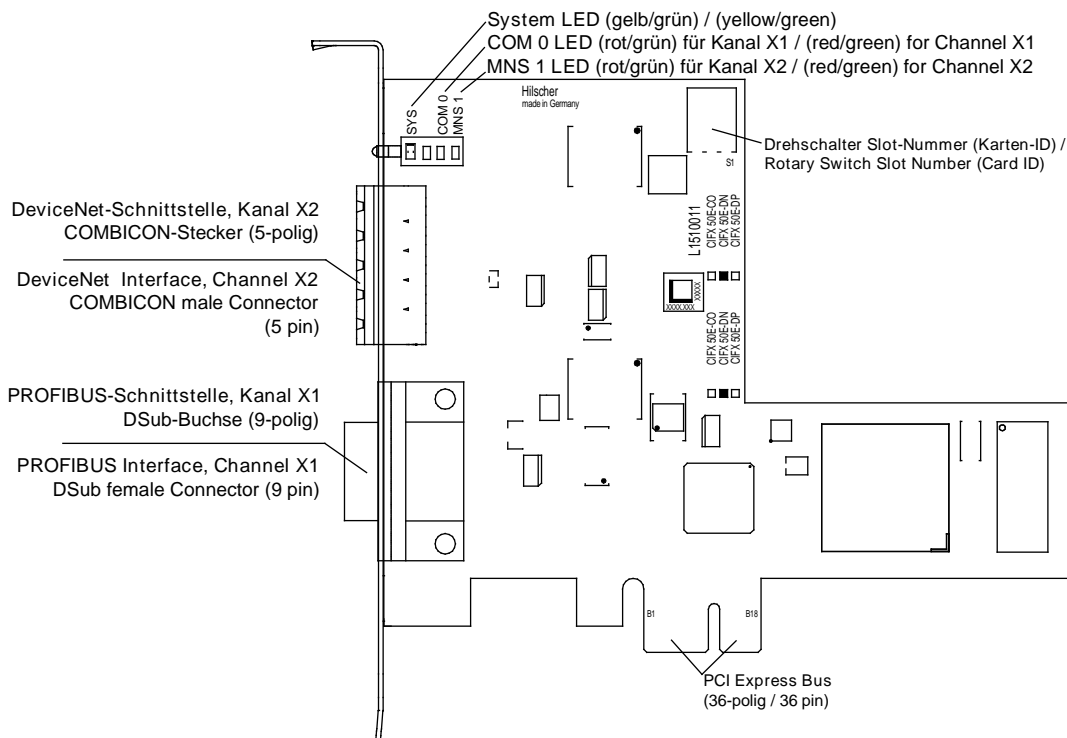 System LED (gelb/grün) / (yellow/green)
COM 0 LED (rot/grün) für Kanal X1 / (red/green) for Channel X1
MNS 1 LED (rot/grün) für Kanal X2 / (red/green) for Channel X2
SYS
COM 0
MNS 1
Hilscher
made in Germany
Drehschalter Slot-Nummer (Karten-ID) /
Rotary Switch Slot Number (Card ID)
S1
DeviceNet-Schnittstelle, Kanal X2
COMBICON-Stecker (5-polig)
DeviceNet Interface, Channel X2
COMBICON male Connector
(5 pin)
L1510011
CIFX 50E-CO
CIFX 50E-DN
CIFX 50E-DP
XXXXX
XXXX.XXX
CIFX 50E-CO
CIFX 50E-DN
CIFX 50E-DP
PROFIBUS-Schnittstelle, Kanal X1
DSub-Buchse (9-polig)
PROFIBUS Interface, Channel X1
DSub female Connector (9 pin)
B1
B18
PCI Express Bus
(36-polig / 36 pin)